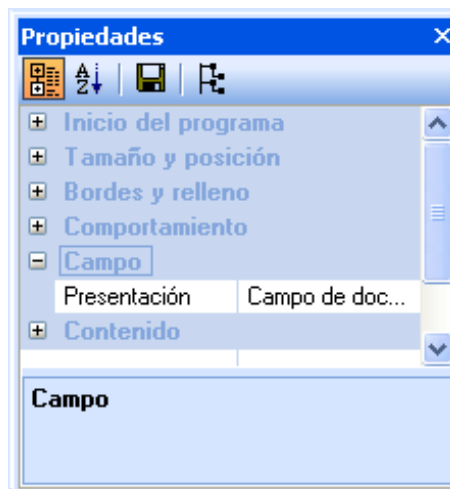 Propiedades
Inicio del programa
Tamaño y posición
Bordes y relleno
Comportamiento
Campo
Presentación Campo de doc...
Contenido
Campo